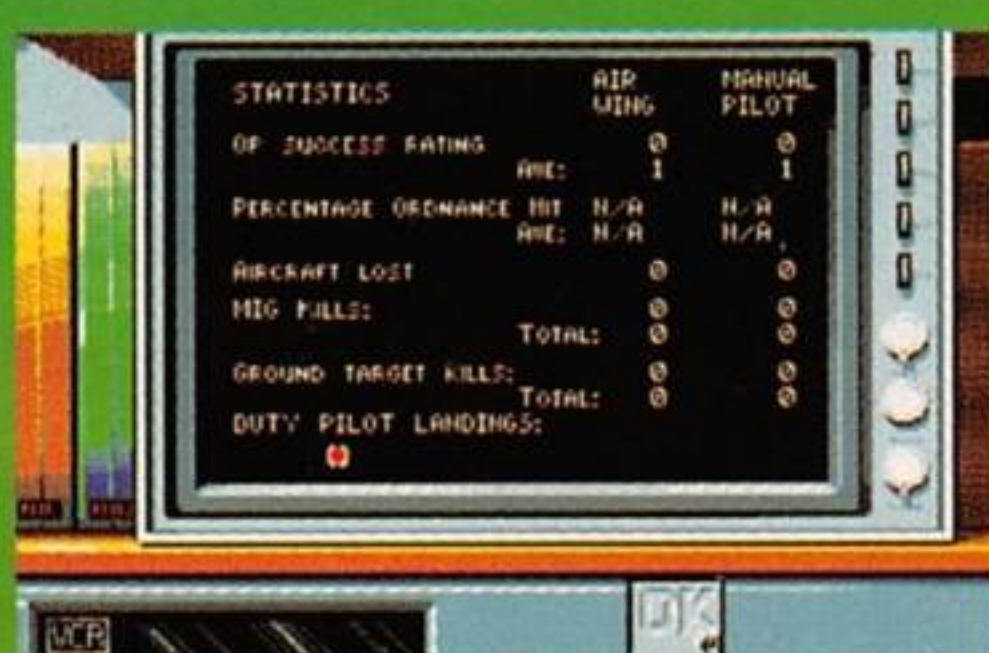 STATISTICS AIR WING MANUAL PILOT
OP SUCCESS RATING 0 0
AVE: 1 1
PERCENTAGE ORDNANCE HIT N/A N/A
AVE: N/A N/A
AIRCRAFT LOST 0 0
MIG KILLS: 0 0
TOTAL: 0 0
GROUND TARGET KILLS: 0 0
TOTAL: 0 0
DUTY PILOT LANDINGS:
VCR
OK